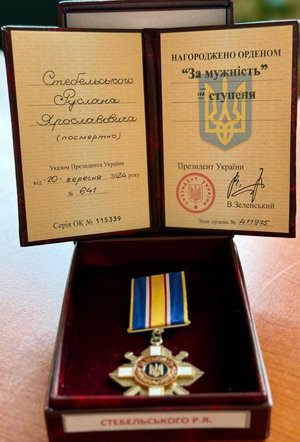 Стебельського
Руслана
Ярославовича
(посмертно)
Указом Президента України
від «20» вересня 2024 року
№ 641
Серія ОК № 115339
НАГОРОДЖЕНО ОРДЕНОМ
"За мужність"
III ступеня
Президент України
В.Зеленський
Знак ордена № 411975
СТЕБЕЛЬСЬКОГО Р.Я.